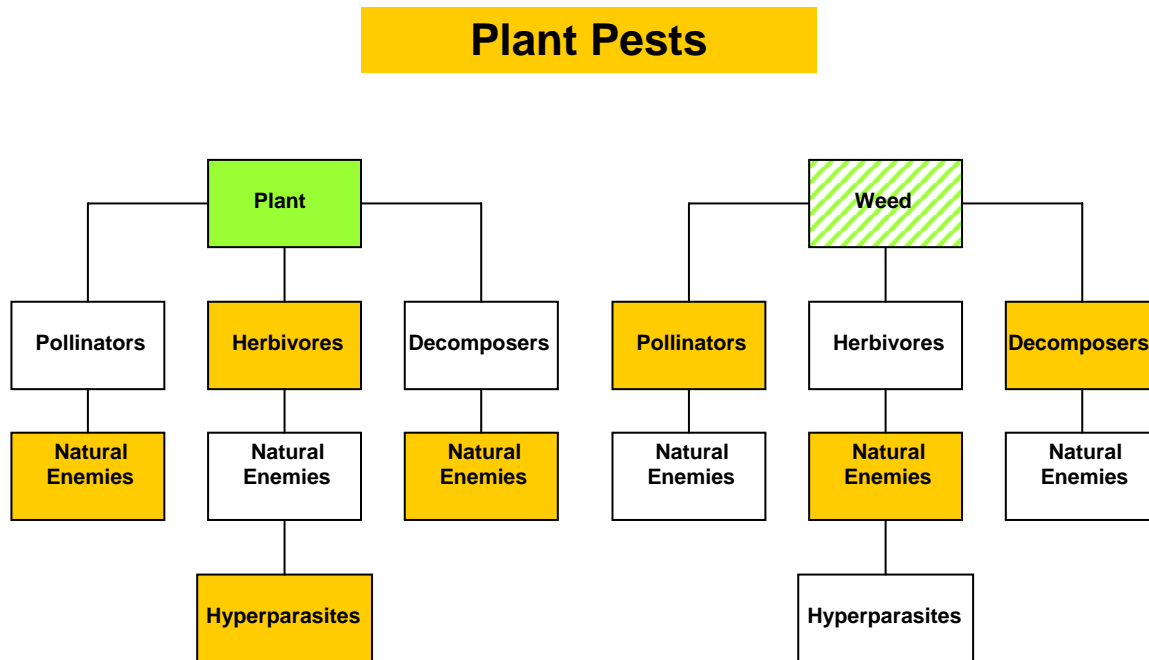 Plant Pests
Plant
Weed
Pollinators
Herbivores
Decomposers
Pollinators
Herbivores
Decomposers
Natural
Enemies
Natural
Enemies
Natural
Enemies
Natural
Enemies
Natural
Enemies
Natural
Enemies
Hyperparasites
Hyperparasites